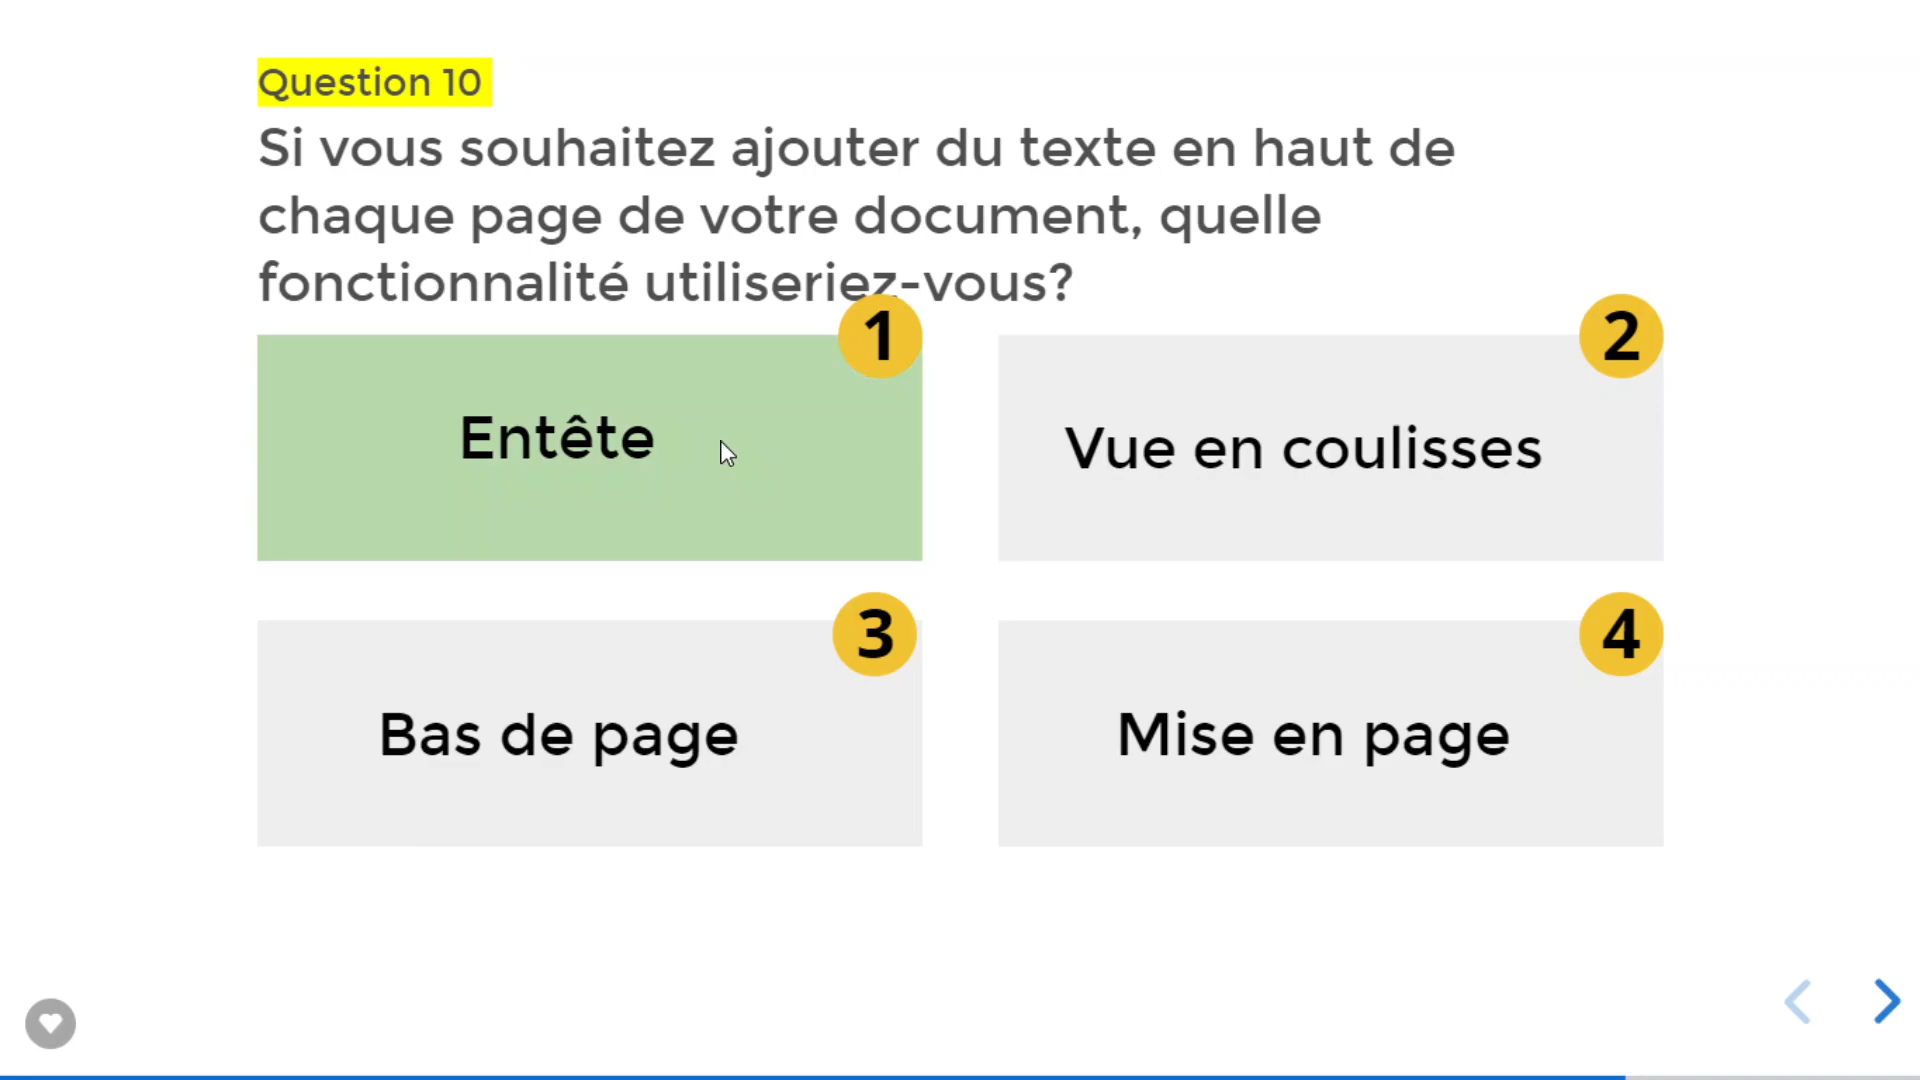 Question 10
Si vous souhaitez ajouter du texte en haut de
chaque page de votre document, quelle
fonctionnalité utiliseriez-vous?
1
Entête
2
Vue en coulisses
3
Bas de page
4
Mise en page